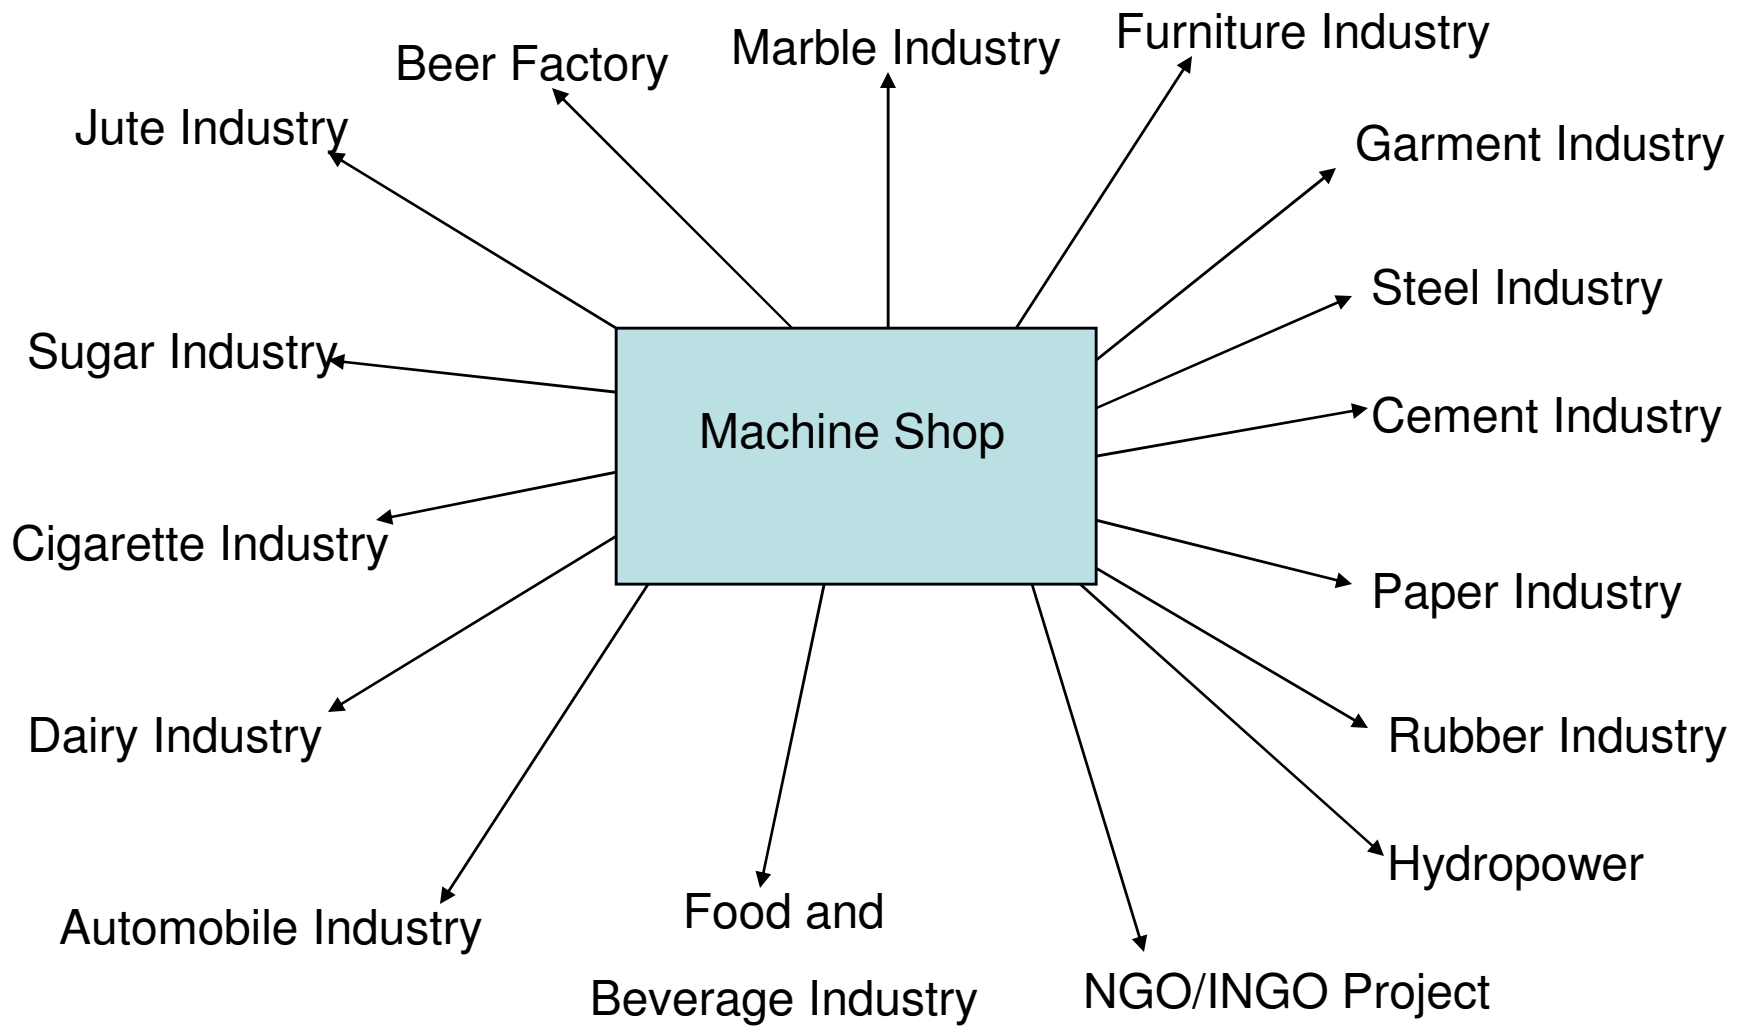 Furniture Industry
Marble Industry
Beer Factory
Jute Industry
Garment Industry
Steel Industry
Sugar Industry
Cement Industry
Machine Shop
Cigarette Industry
Paper Industry
Dairy Industry
Rubber Industry
Hydropower
Automobile Industry
Food and
Beverage Industry
NGO/INGO Project